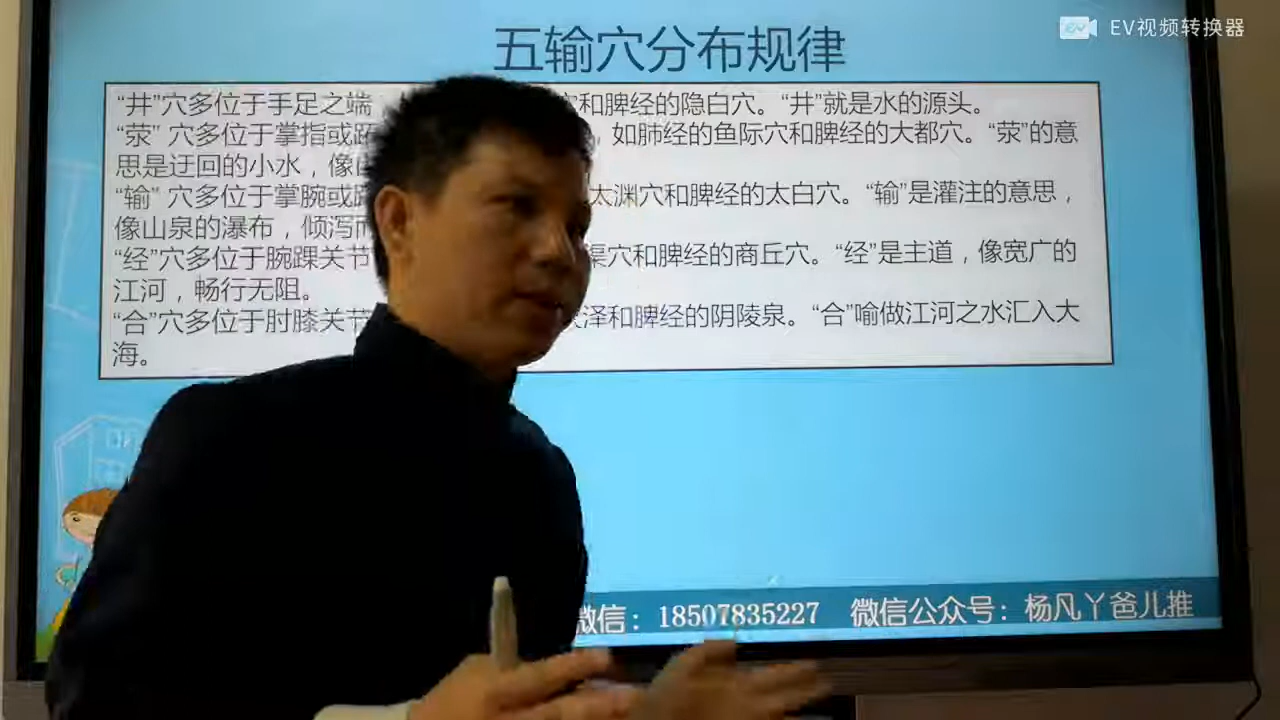 EV视频转换器
五输穴分布规律
“井”穴多位于手足之端 和脾经的隐白穴。“井”就是水的源头。
“荥” 穴多位于掌指或 ，如肺经的鱼际穴和脾经的大都穴。“荥”的意
思是迂回的小水，像
“输” 穴多位于掌腕或 太渊穴和脾经的太白穴。“输”是灌注的意思，
像山泉的瀑布，倾泻
“经”穴多位于腕踝关节 渠穴和脾经的商丘穴。“经”是主道，像宽广的
江河，畅行无阻。
“合”穴多位于肘膝关节 泽和脾经的阴陵泉。“合”喻做江河之水汇入大
海。
微信：18507835227 微信公众号：杨凡丫爸儿推